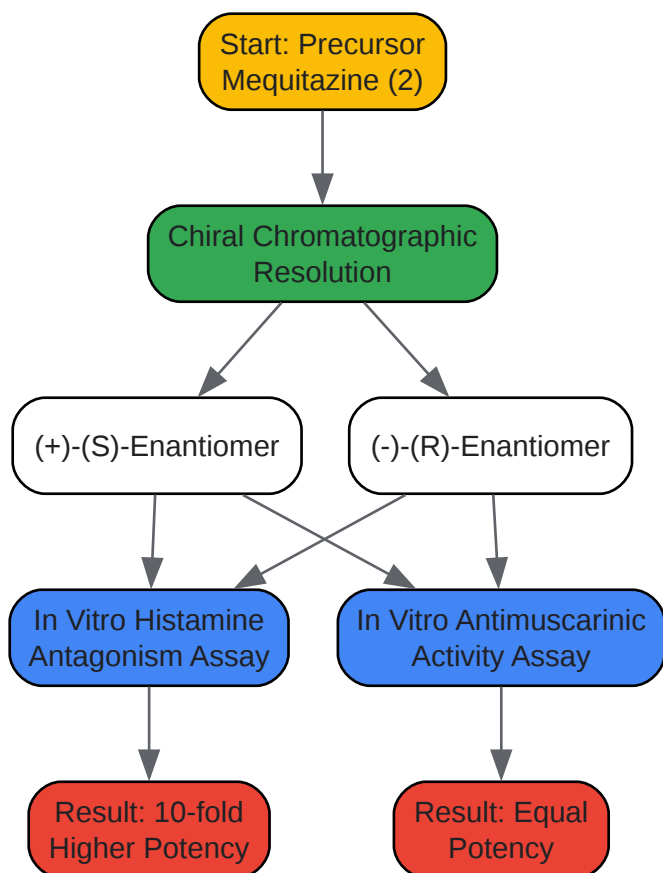 Start: Precursor
Mequitazine (2)
Chiral Chromatographic
Resolution
(+)-(S)-Enantiomer
(-)-(R)-Enantiomer
In Vitro Histamine
Antagonism Assay
In Vitro Antimuscarinic
Activity Assay
Result: 10-fold
Higher Potency
Result: Equal
Potency